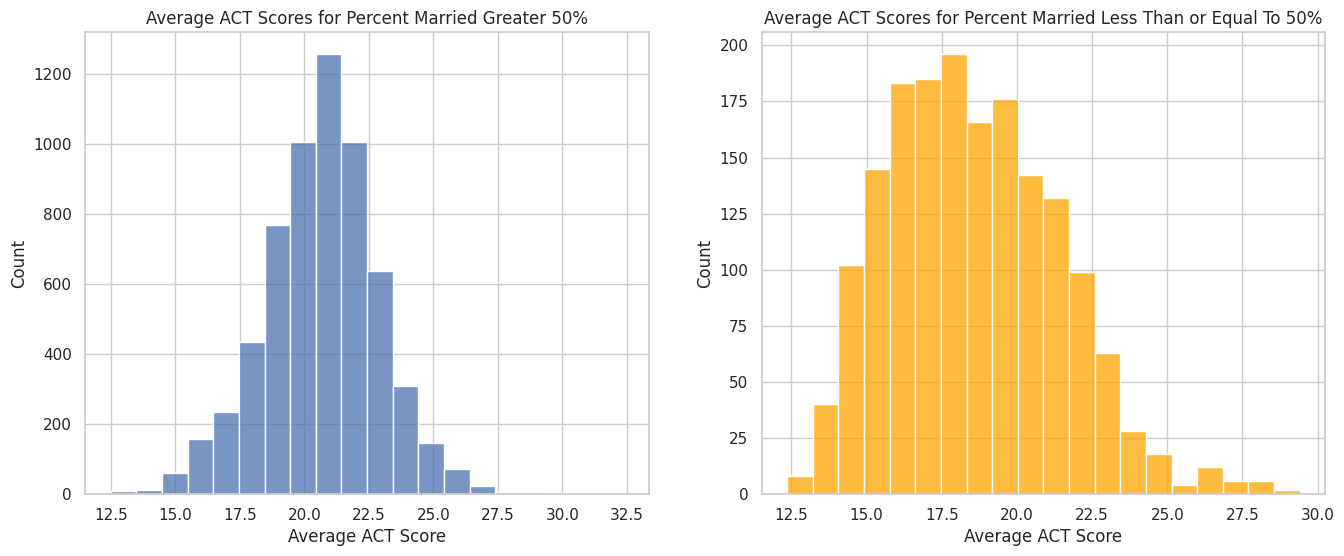 Average ACT Scores for Percent Married Greater 50%
1200
1000
800
600
400
200
0
Count
12.5 15.0 17.5 20.0 22.5 25.0 27.5 30.0 32.5
Average ACT Score
Average ACT Scores for Percent Married Less Than or Equal To 50%
200
175
150
125
100
75
50
25
0
Count
12.5 15.0 17.5 20.0 22.5 25.0 27.5 30.0
Average ACT Score